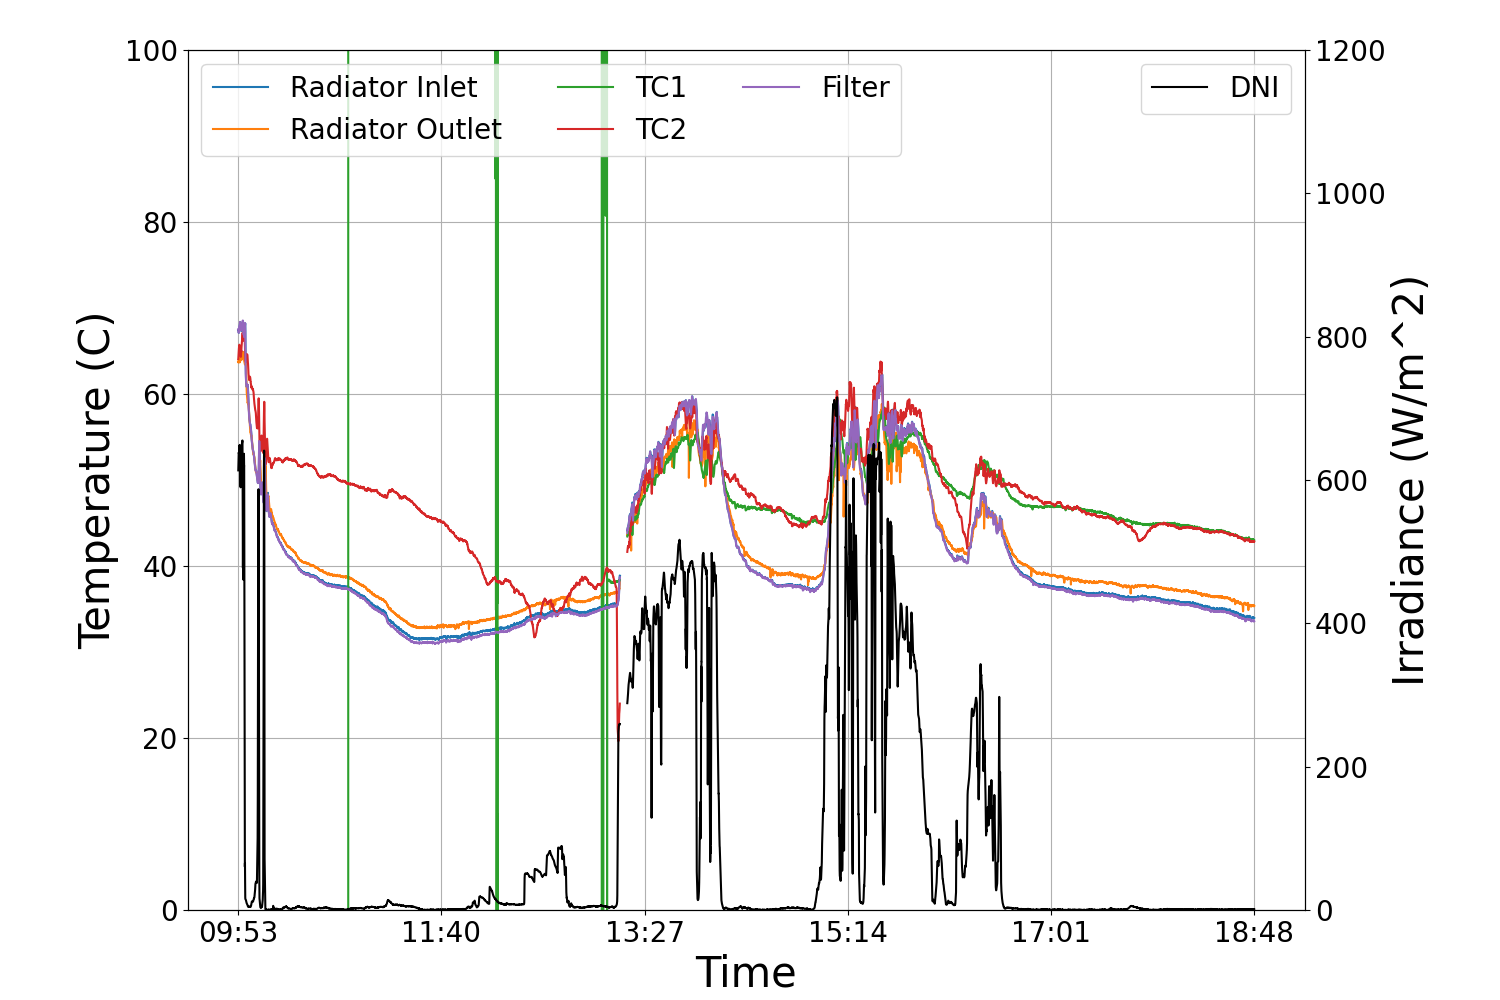 100
80
60
40
20
0
Temperature (C)
Radiator Inlet
Radiator Outlet
TC1
TC2
Filter
DNI
1200
1000
800
600
400
200
0
Irradiance (W/m^2)
09:53
11:40
13:27
15:14
17:01
18:48
Time